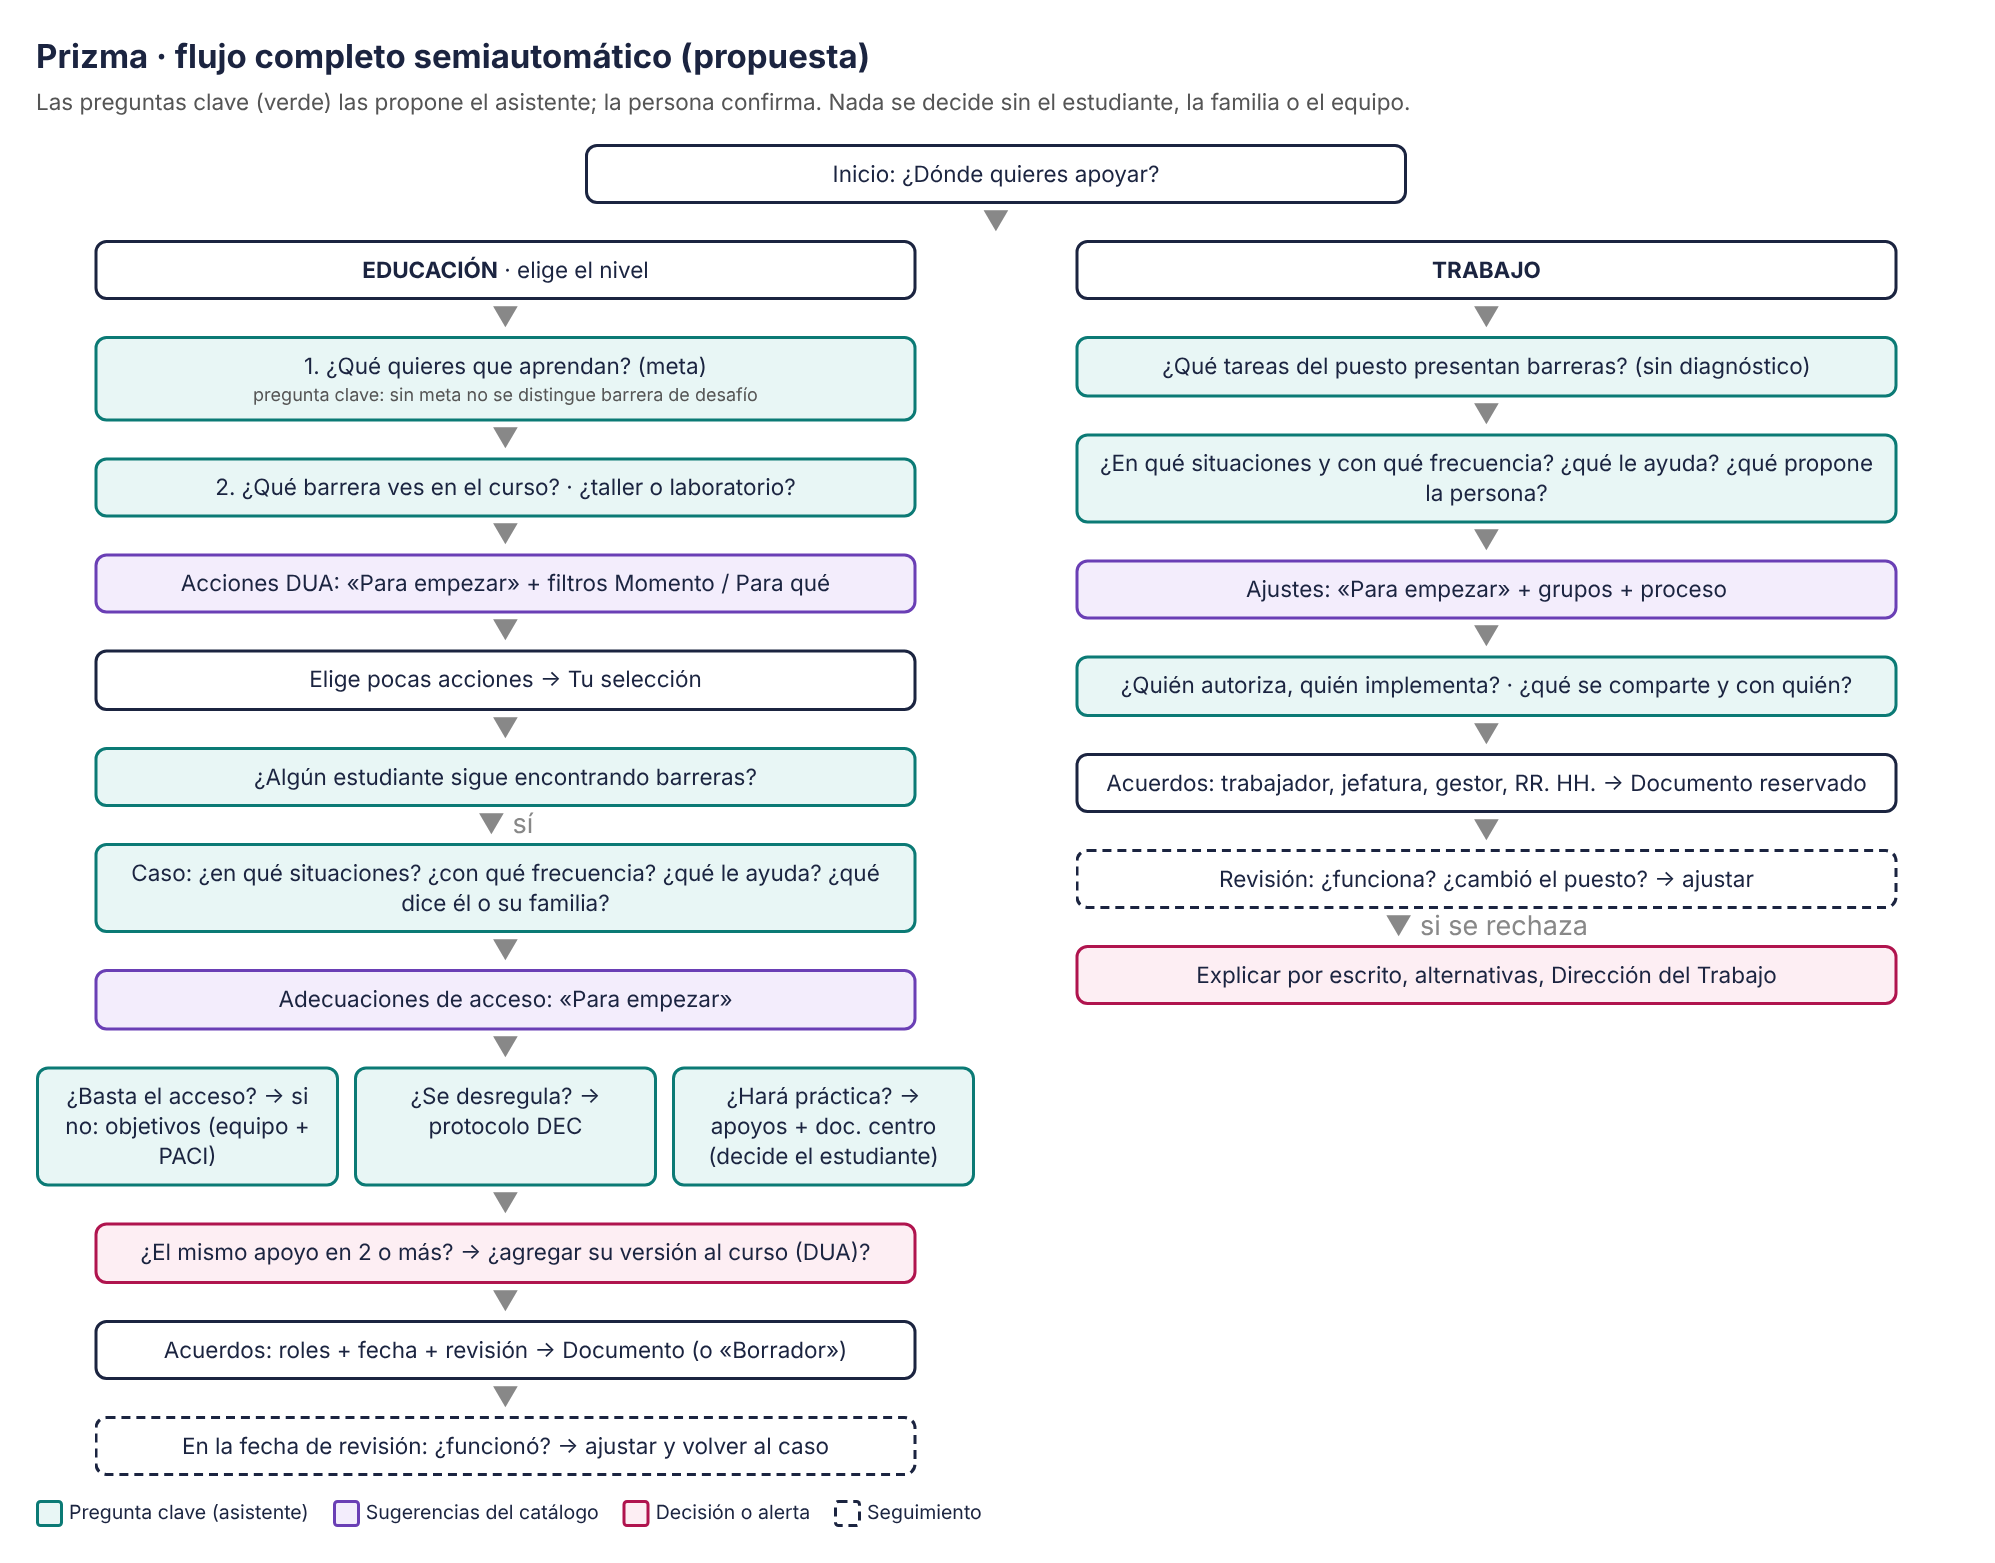 Prizma · flujo completo semiautomático (propuesta)
Las preguntas clave (verde) las propone el asistente; la persona confirma. Nada se decide sin el estudiante, la familia o el equipo.
Inicio: ¿Dónde quieres apoyar?
EDUCACIÓN · elige el nivel
1. ¿Qué quieres que aprendan? (meta)
pregunta clave: sin meta no se distingue barrera de desafío
2. ¿Qué barrera ves en el curso? · ¿taller o laboratorio?
Acciones DUA: «Para empezar» + filtros Momento / Para qué
Elige pocas acciones → Tu selección
¿Algún estudiante sigue encontrando barreras?
sí
Caso: ¿en qué situaciones? ¿con qué frecuencia? ¿qué le ayuda? ¿qué
dice él o su familia?
Adecuaciones de acceso: «Para empezar»
¿Basta el acceso? → si
no: objetivos (equipo +
PACI)
¿Se desregula? →
protocolo DEC
¿Hará práctica? →
apoyos + doc. centro
(decide el estudiante)
¿El mismo apoyo en 2 o más? → ¿agregar su versión al curso (DUA)?
Acuerdos: roles + fecha + revisión → Documento (o «Borrador»)
En la fecha de revisión: ¿funcionó? → ajustar y volver al caso
TRABAJO
¿Qué tareas del puesto presentan barreras? (sin diagnóstico)
¿En qué situaciones y con qué frecuencia? ¿qué le ayuda? ¿qué propone
la persona?
Ajustes: «Para empezar» + grupos + proceso
¿Quién autoriza, quién implementa? · ¿qué se comparte y con quién?
Acuerdos: trabajador, jefatura, gestor, RR. HH. → Documento reservado
Revisión: ¿funciona? ¿cambió el puesto? → ajustar
si se rechaza
Explicar por escrito, alternativas, Dirección del Trabajo
Pregunta clave (asistente)
Sugerencias del catálogo
Decisión o alerta
Seguimiento